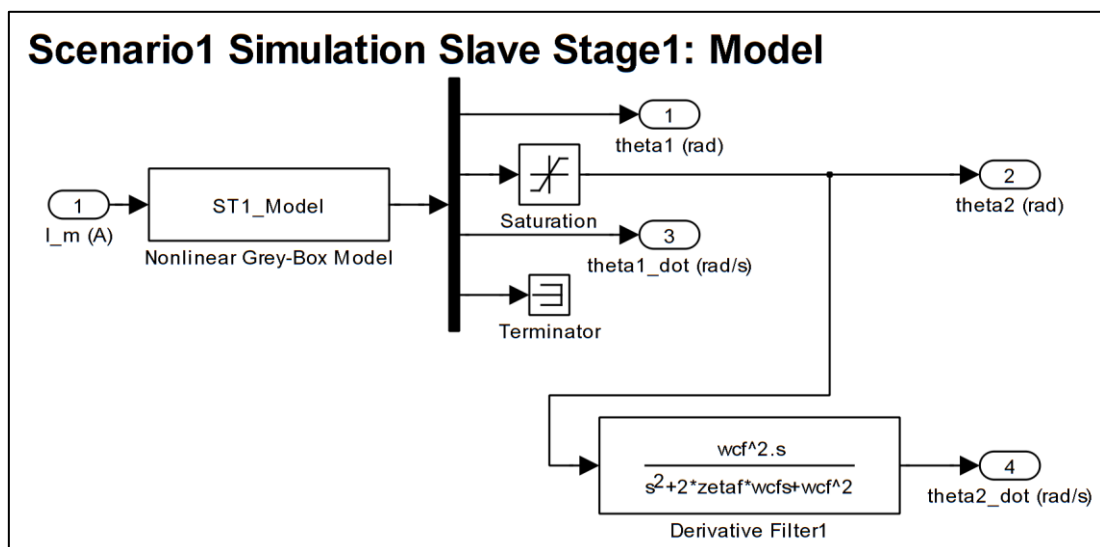 Scenario1 Simulation Slave Stage1: Model
1
theta1 (rad)
1
I_m (A)
ST1_Model
Nonlinear Grey-Box Model
Saturation
2
theta2 (rad)
3
theta1_dot (rad/s)
Terminator
wcf^2.s
s²+2*zetaf*wcfs+wcf^2
Derivative Filter1
4
theta2_dot (rad/s)